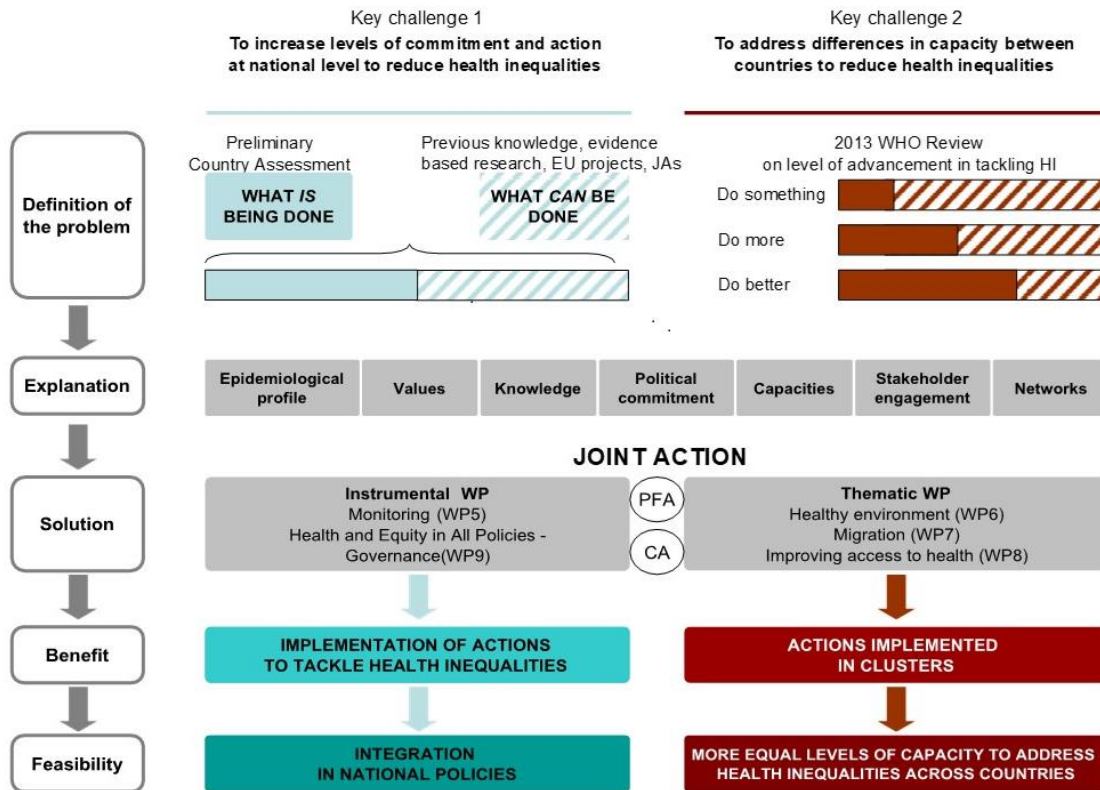 Key challenge 1
To increase levels of commitment and action
at national level to reduce health inequalities
Key challenge 2
To address differences in capacity between
countries to reduce health inequalities
Definition of
the problem
Preliminary
Country Assessment
Previous knowledge, evidence
based research, EU projects, JAs
WHAT IS
BEING DONE
WHAT CAN BE
DONE
2013 WHO Review
on level of advancement in tackling HI
Do something
Do more
Do better
Explanation
Epidemiological
profile
Values
Knowledge
Political
commitment
Capacities
Stakeholder
engagement
Networks
JOINT ACTION
Solution
Instrumental WP
Monitoring (WP5)
Health and Equity in All Policies -
Governance(WP9)
PFA
CA
Thematic WP
Healthy environment (WP6)
Migration (WP7)
Improving access to health (WP8)
Benefit
IMPLEMENTATION OF ACTIONS
TO TACKLE HEALTH INEQUALITIES
ACTIONS IMPLEMENTED
IN CLUSTERS
Feasibility
INTEGRATION
IN NATIONAL POLICIES
MORE EQUAL LEVELS OF CAPACITY TO ADDRESS
HEALTH INEQUALITIES ACROSS COUNTRIES